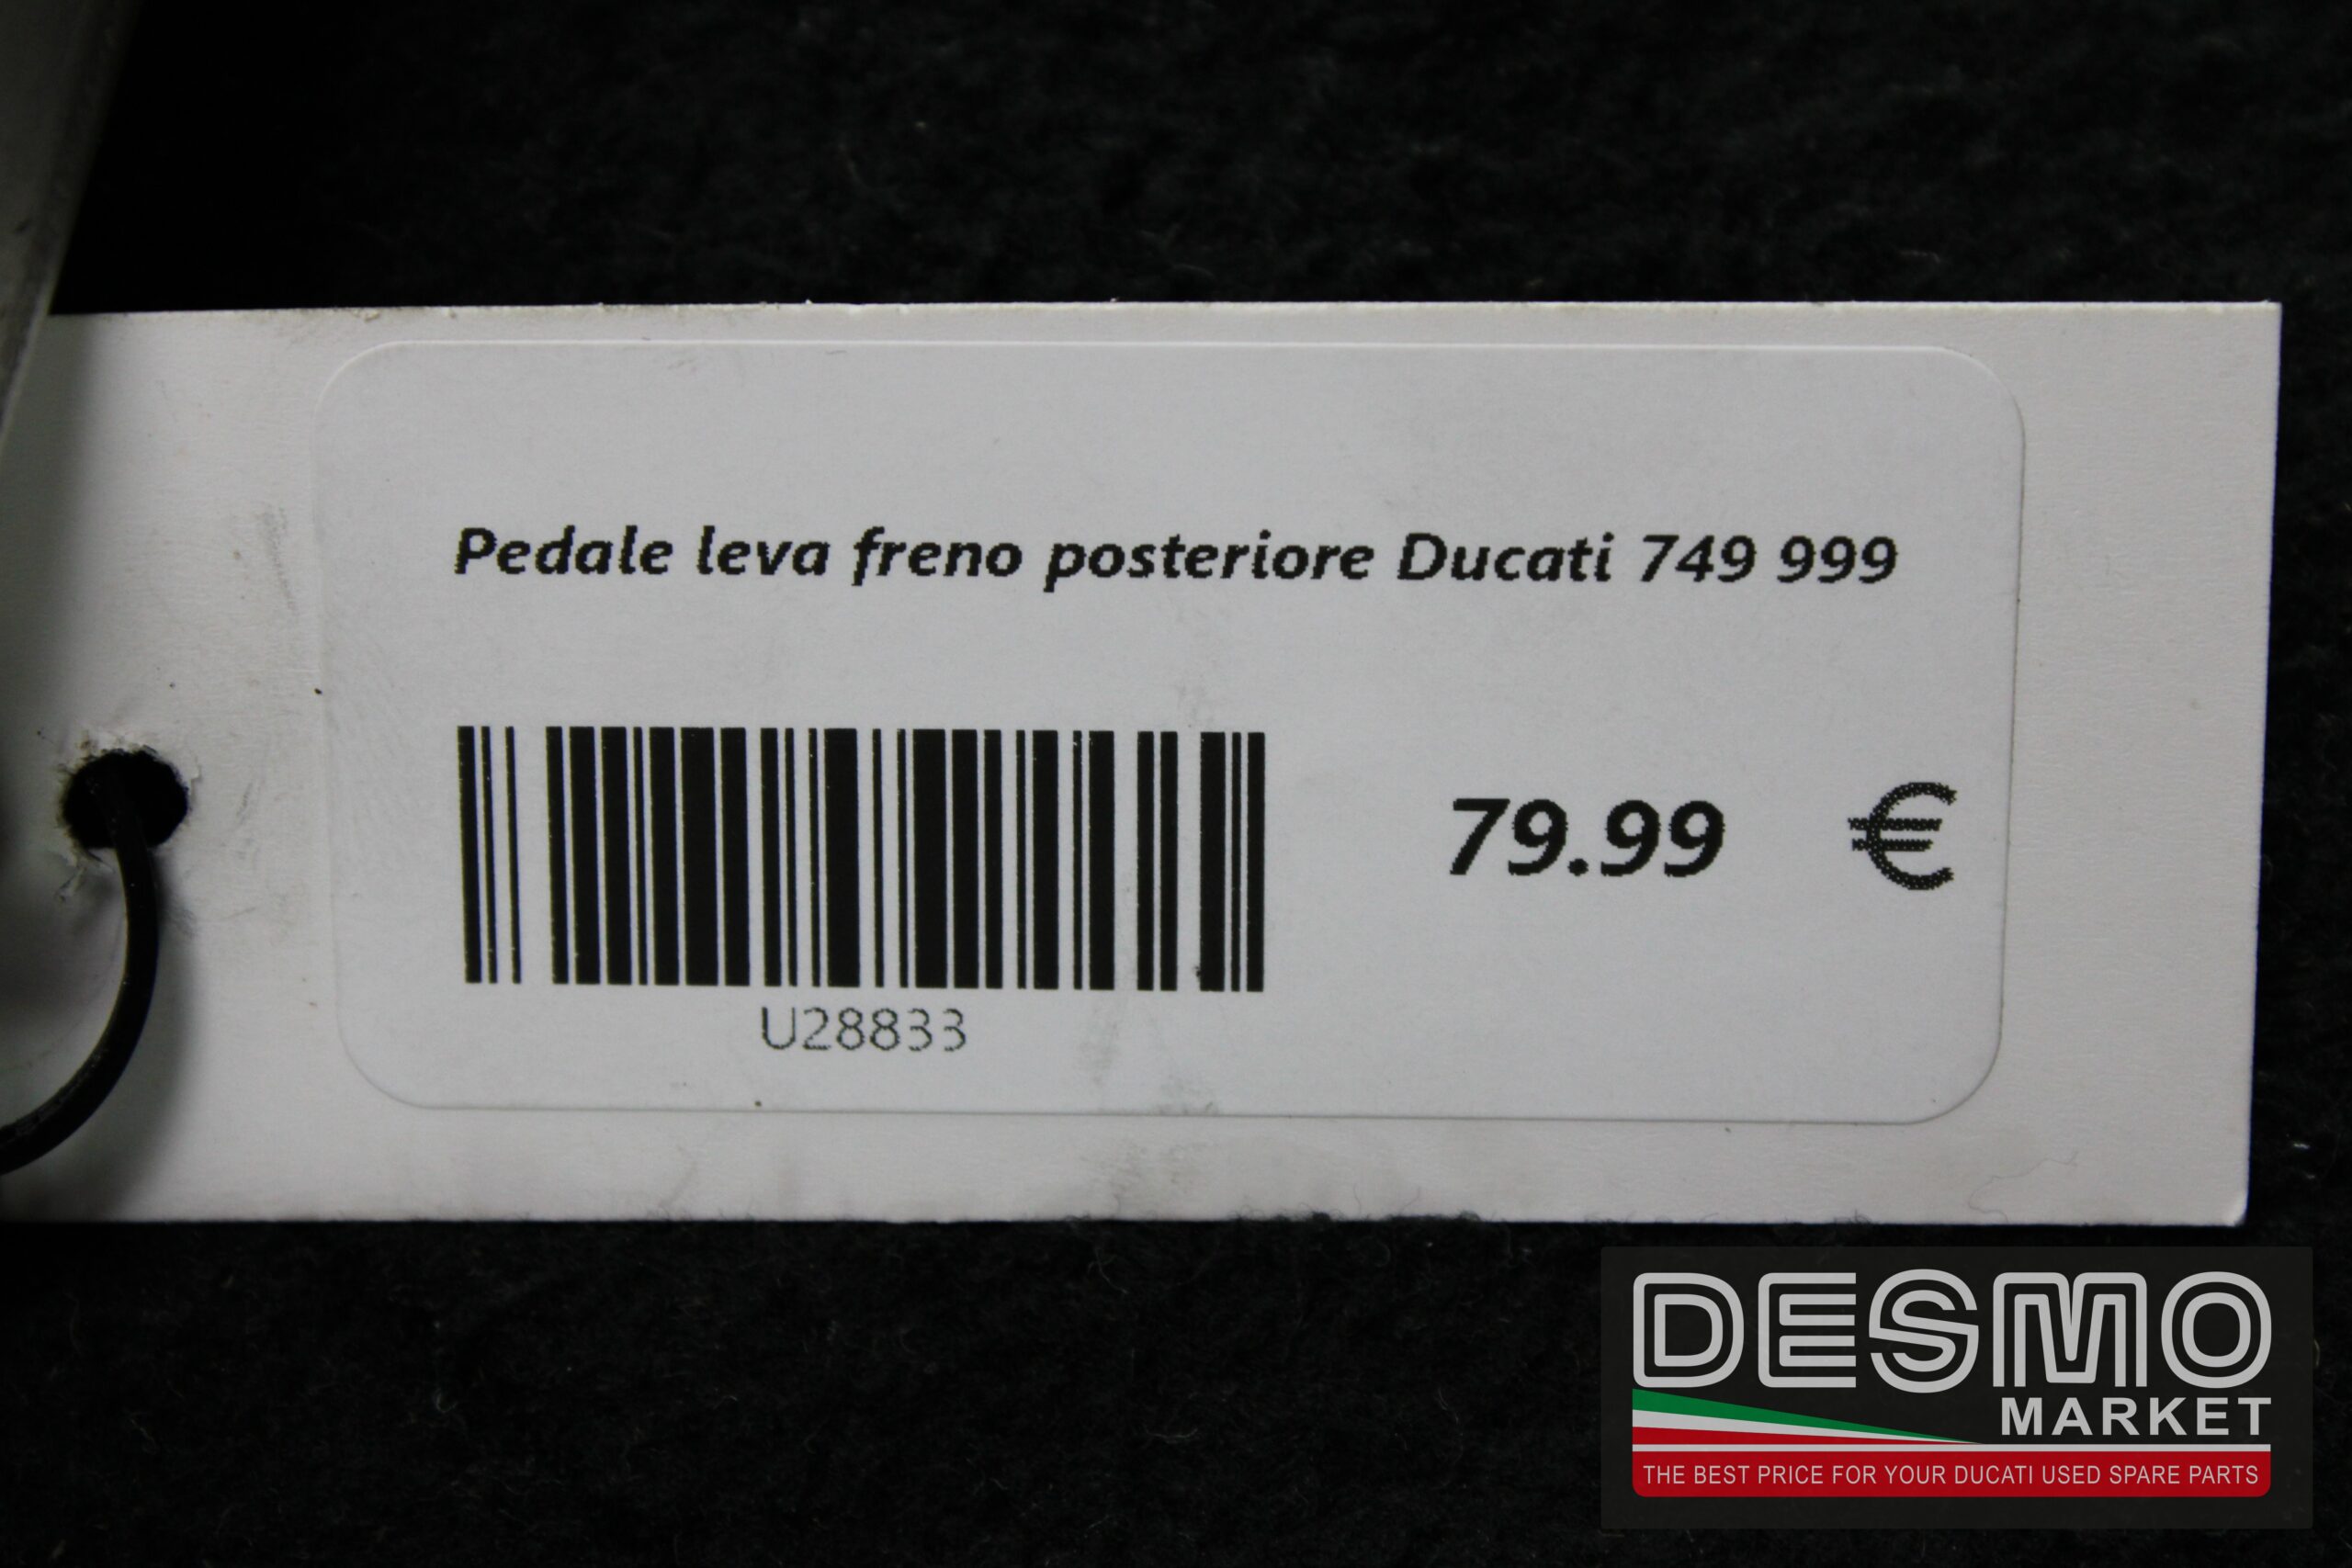 Pedale leva freno posteriore Ducati 749 999
79.99 €
U28833
DESMO
MARKET
THE BEST PRICE FOR YOUR DUCATI USED SPARE PARTS